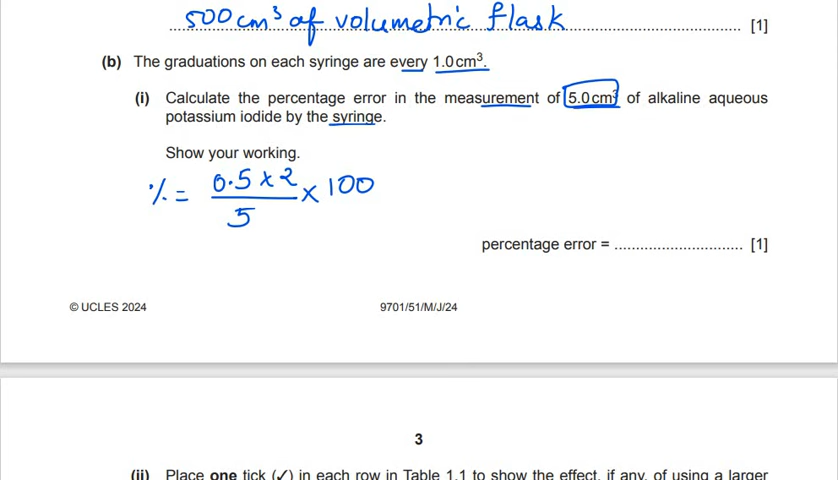 500cm³ of volumetric flask [1]
(b) The graduations on each syringe are every 1.0 cm³.
(i) Calculate the percentage error in the measurement of 5.0 cm³ of alkaline aqueous
potassium iodide by the syringe.
Show your working.
% = 0.5 x 2 / 5 x 100
percentage error = .............................. [1]
© UCLES 2024 9701/51/M/J/24
3
(ii) Place one tick (✓) in each row in Table 1.1 to show the effect, if any, of using a larger